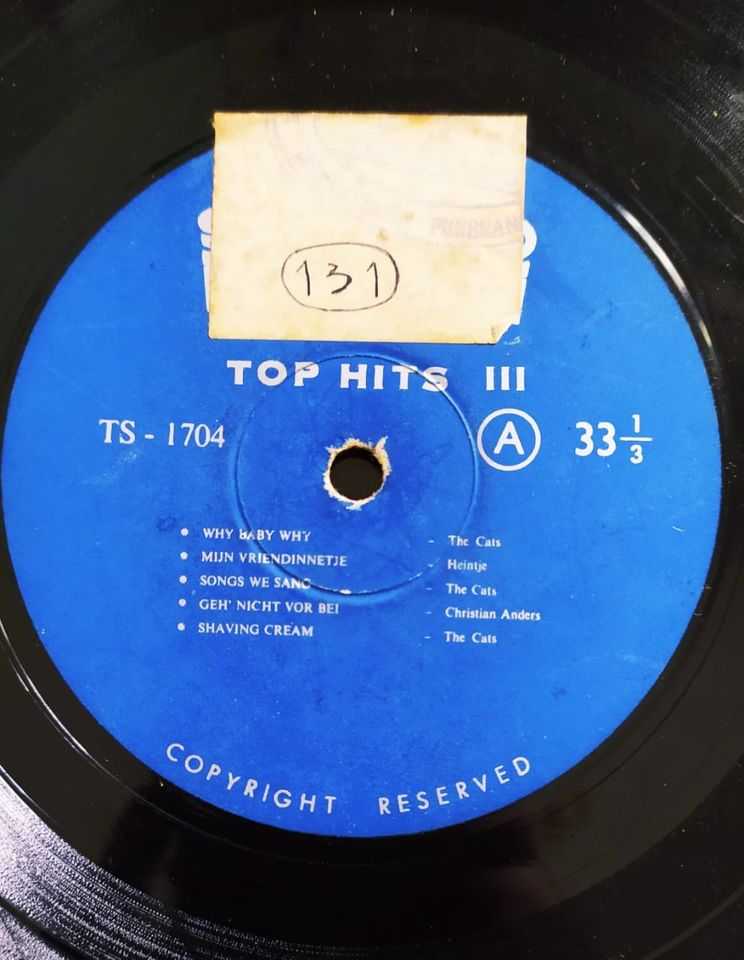 131
TOP HITS III
TS - 1704 A 33 1/3
• WHY BABY WHY - The Cats
• MIJN VRIENDINNETJE - Heintje
• SONGS WE SANG - The Cats
• GEH' NICHT VOR BEI - Christian Anders
• SHAVING CREAM - The Cats
COPYRIGHT RESERVED